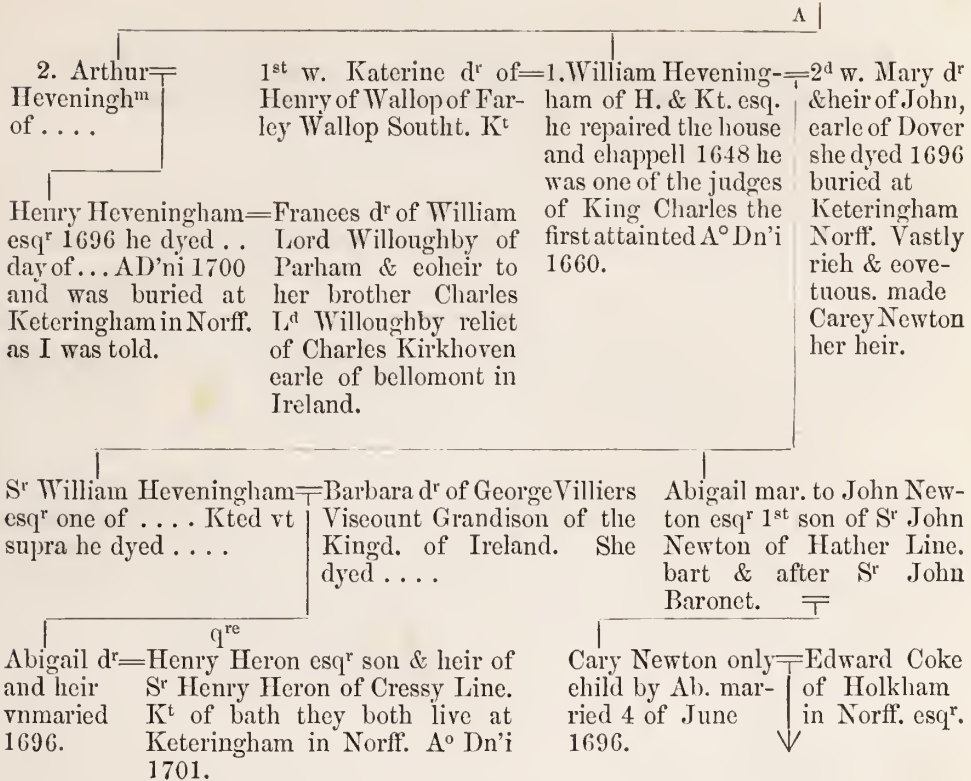 A
2. Arthur
Heveninghᵐ
of . . . .
1ˢᵗ w. Katerine dʳ of
Henry of Wallop of Far-
ley Wallop Southt. Kᵗ
=1. William Hevening-
ham of H. & Kt. esq.
he repaired the house
and chappell 1648 he
was one of the judges
of King Charles the
first attainted A° Dn'i
1660.
=2ᵈ w. Mary dʳ
& heir of John,
earle of Dover
she dyed 1696
buried at
Keteringham
Norff. Vastly
rich & cove-
tuous. made
Carey Newton
her heir.
Henry Heveningham
esqʳ 1696 he dyed . .
day of . . . AD'ni 1700
and was buried at
Keteringham in Norff.
as I was told.
=Frances dʳ of William
Lord Willoughby of
Parham & coheir to
her brother Charles
Lᵈ Willoughby relict
of Charles Kirkhoven
earle of bellomont in
Ireland.
Sʳ William Heveningham
esqʳ one of . . . . Kted vt
supra he dyed . . . .
=Barbara dʳ of George Villiers
Viscount Grandison of the
Kingd. of Ireland. She
dyed . . . .
Abigail mar. to John New-
ton esqʳ 1ˢᵗ son of Sʳ John
Newton of Hather Linc.
bart & after Sʳ John
Baronet.
qʳᵉ
Abigail dʳ
and heir
vnmaried
1696.
=Henry Heron esqʳ son & heir of
Sʳ Henry Heron of Cressy Linc.
Kᵗ of bath they both live at
Keteringham in Norff. A° Dn'i
1701.
Cary Newton only
child by Ab. mar-
ried 4 of June
1696.
=Edward Coke
of Holkham
in Norff. esqʳ.